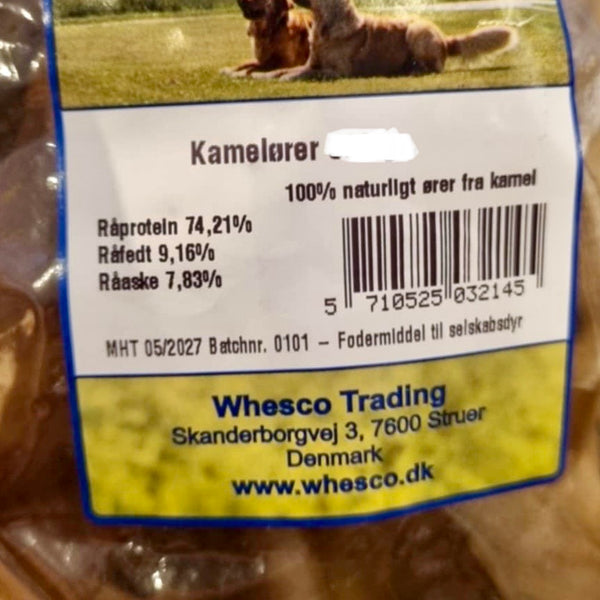 Kamelører
100% naturligt ører fra kamel
Råprotein 74,21%
Råfedt 9,16%
Råaske 7,83%
5 710525 032145
MHT 05/2027 Batchnr. 0101 – Fodermiddel til selskabsdyr
Whesco Trading
Skanderborgvej 3, 7600 Struer
Denmark
www.whesco.dk